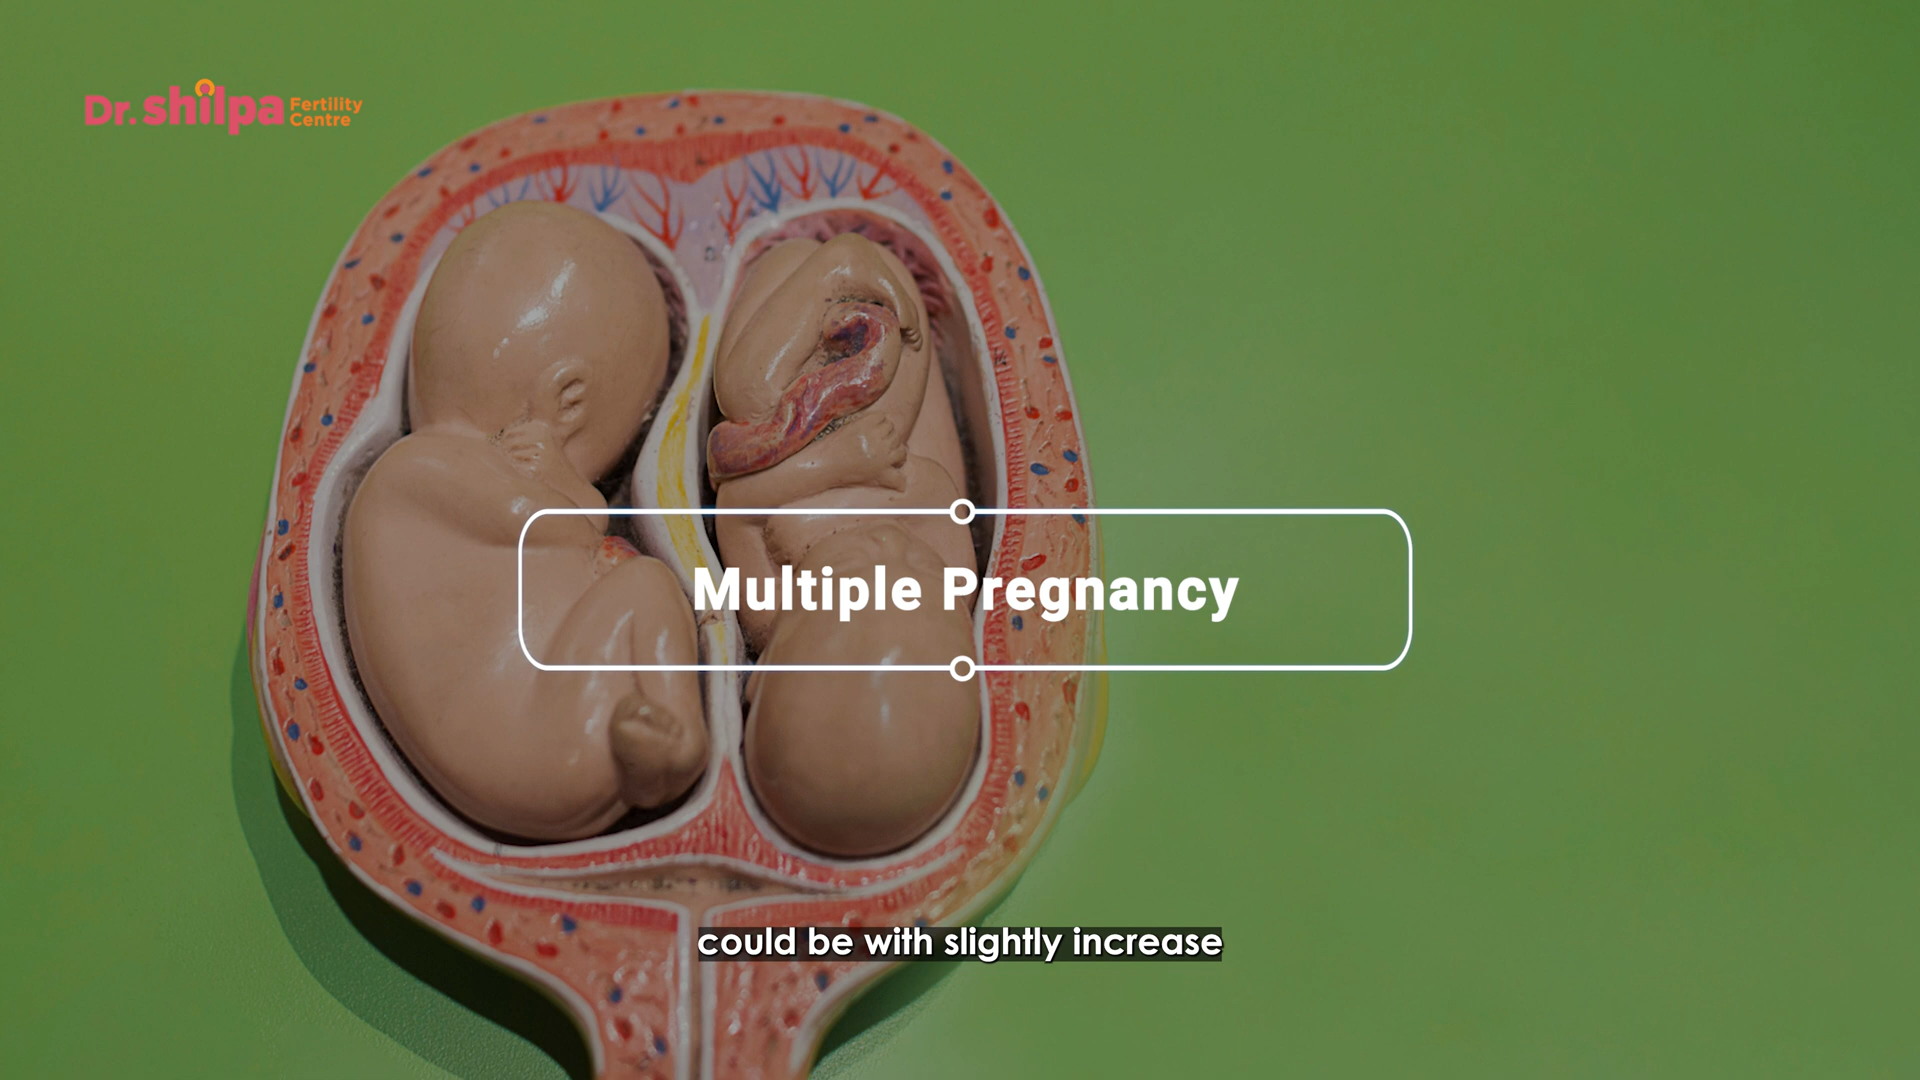 Dr. shilpa Fertility Centre
Multiple Pregnancy
could be with slightly increase